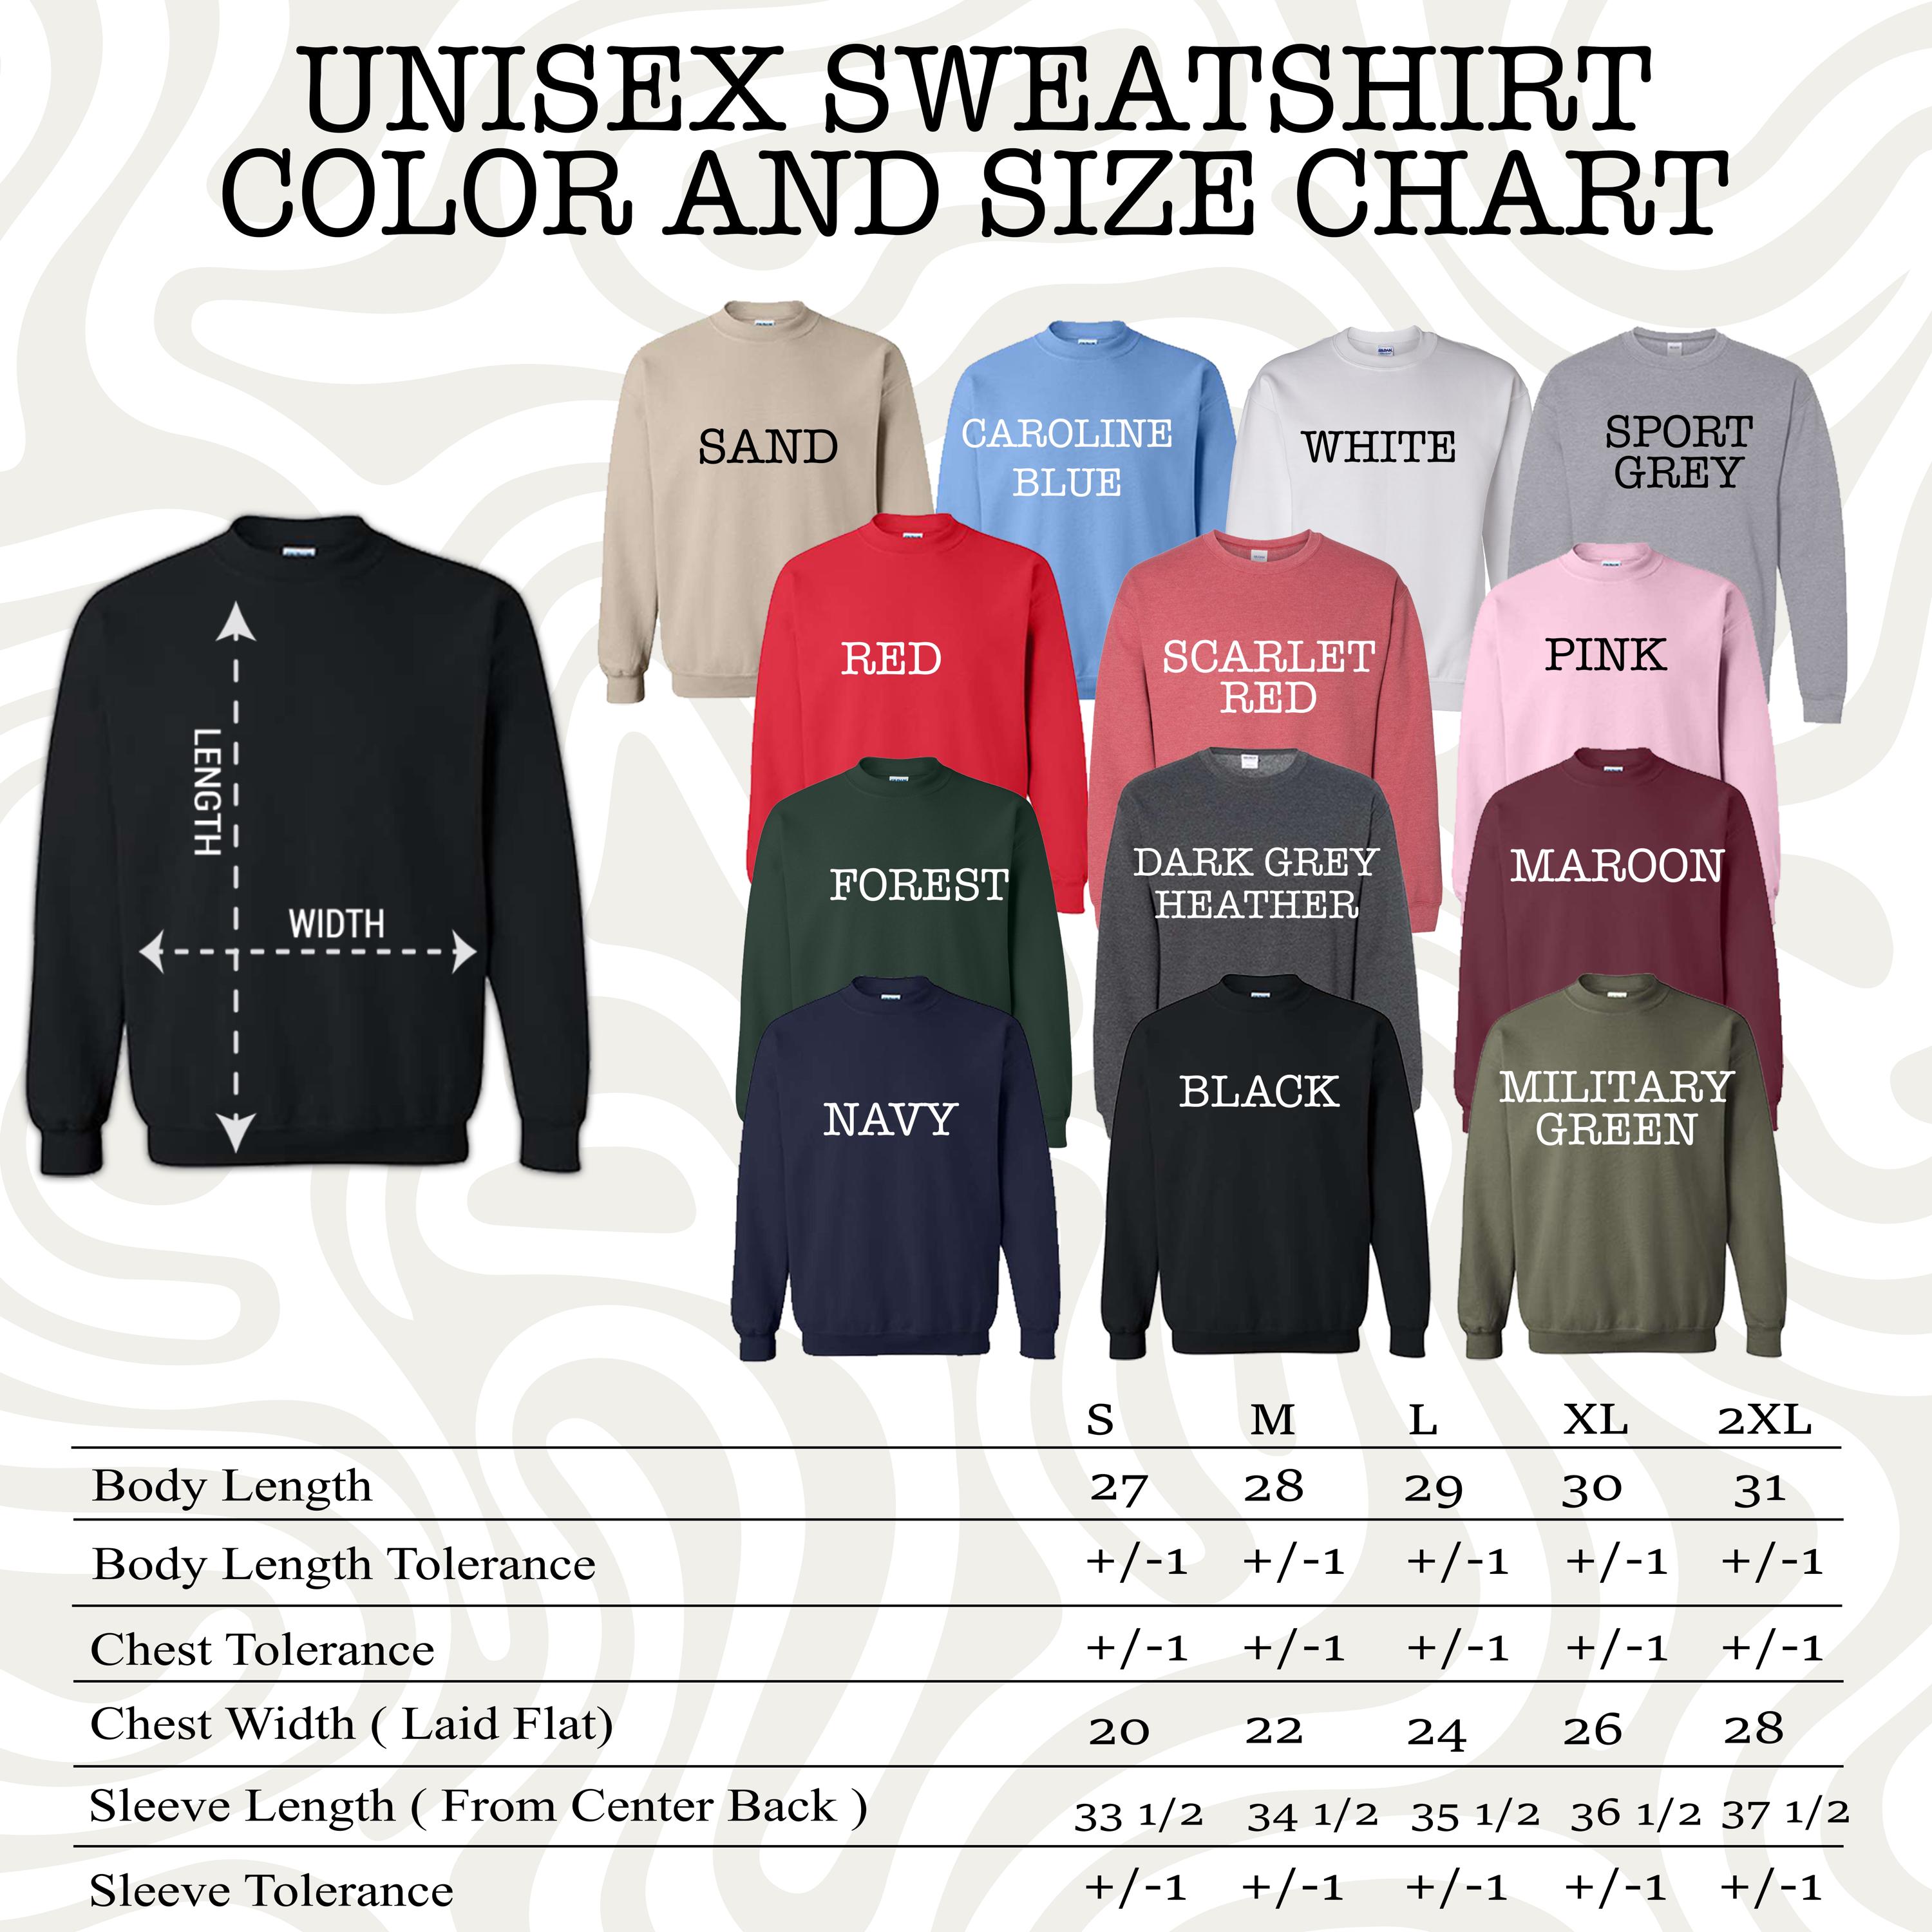 UNISEX SWEATSHIRT
COLOR AND SIZE CHART
SAND
CAROLINE
BLUE
WHITE
SPORT
GREY
RED
SCARLET
RED
PINK
LENGTH
WIDTH
FOREST
DARK GREY
HEATHER
MAROON
NAVY
BLACK
MILITARY
GREEN
S M L XL 2XL
Body Length 27 28 29 30 31
Body Length Tolerance +/-1 +/-1 +/-1 +/-1 +/-1
Chest Tolerance +/-1 +/-1 +/-1 +/-1 +/-1
Chest Width ( Laid Flat) 20 22 24 26 28
Sleeve Length ( From Center Back ) 33 1/2 34 1/2 35 1/2 36 1/2 37 1/2
Sleeve Tolerance +/-1 +/-1 +/-1 +/-1 +/-1